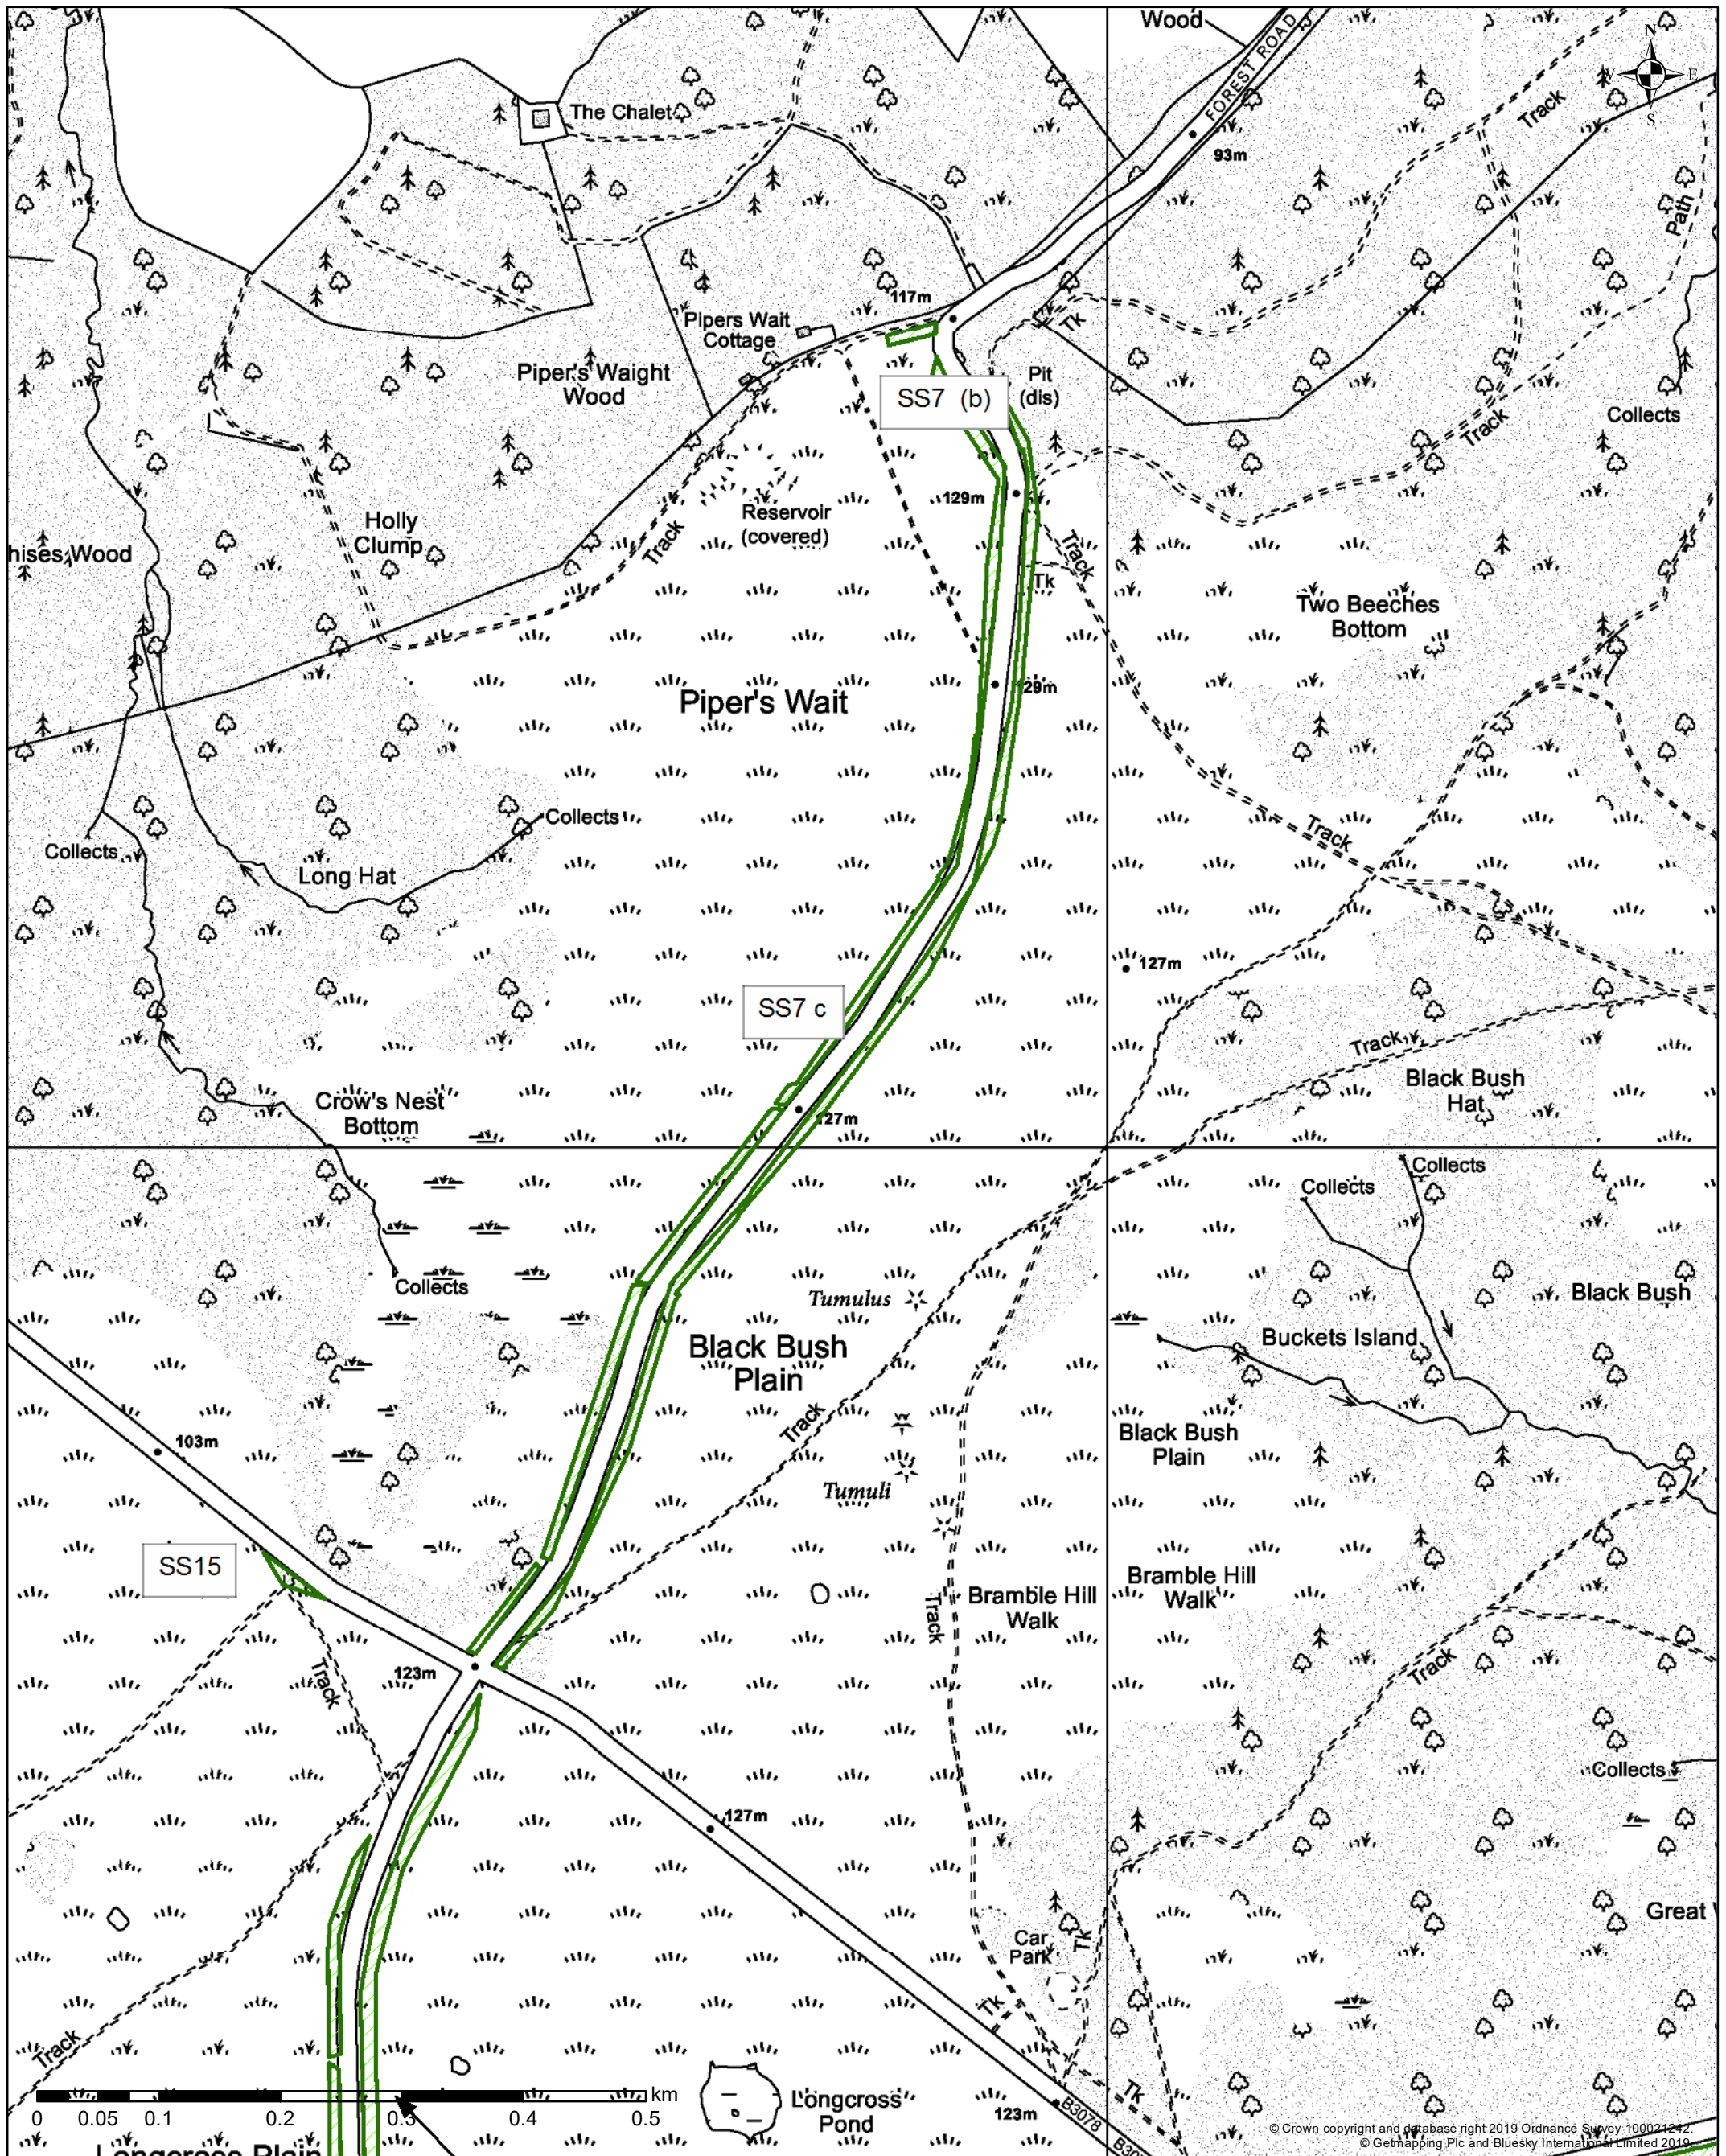 Wood
FOREST ROAD
N
W
E
S
The Chalet
Track
93m
Path
117m
Tk
Pipers Wait
Cottage
Piper's Waight
Wood
SS7 (b)
Pit
(dis)
Collects
Track
129m
Reservoir
(covered)
Holly
Clump
Track
Track
hises Wood
Tk
Two Beeches
Bottom
129m
Piper's Wait
Collects
Track
Collects
Long Hat
127m
SS7 c
Track
Black Bush
Hat
Crow's Nest
Bottom
127m
Collects
Collects
Collects
Tumulus
Black Bush
Black Bush
Plain
Buckets Island
Track
Black Bush
Plain
103m
Tumuli
SS15
Bramble Hill
Walk
Bramble Hill
Walk
Track
123m
Track
Track
Collects
127m
Great
Car
Park
Tk
Tk
Track
km
0 0.05 0.1 0.2 0.3 0.4 0.5
Longcross
Pond
Tk
123m
B3078
Longcross Plain
© Crown copyright and database right 2019 Ordnance Survey 100021242.
© Getmapping Plc and Bluesky International Limited 2019.